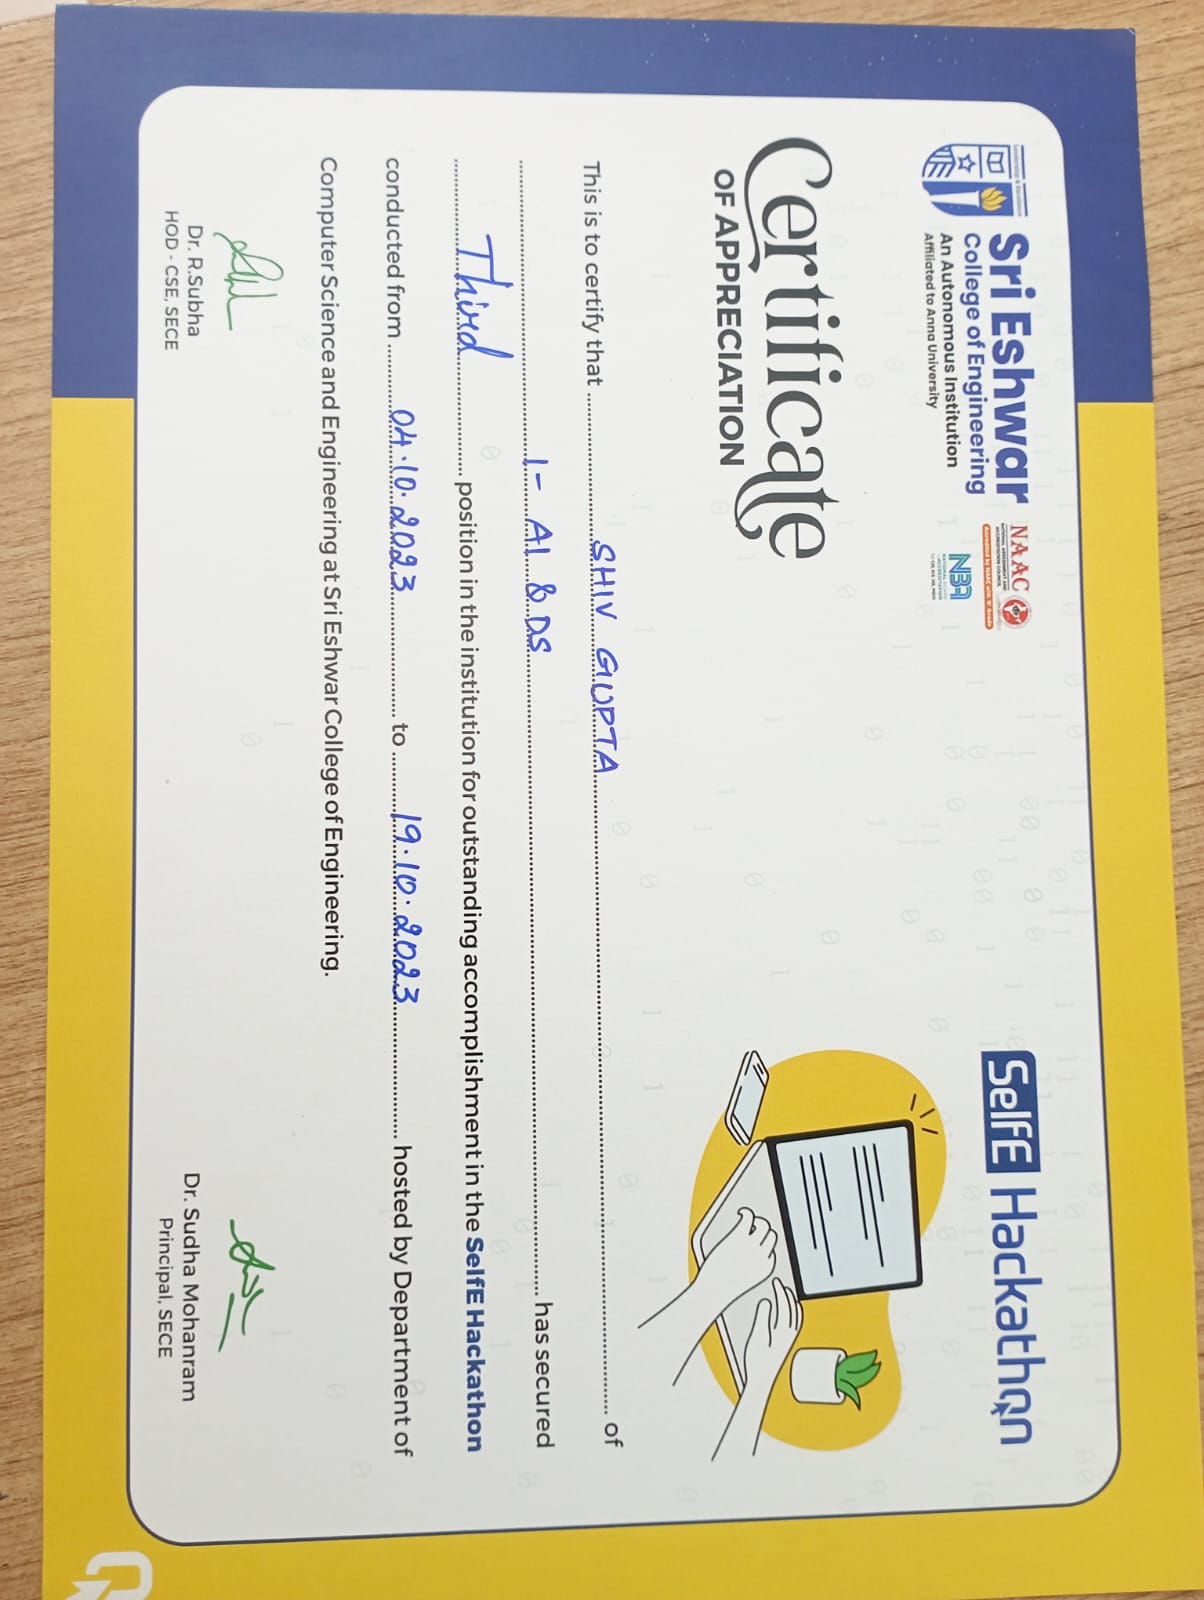 Leadership & Excellence
Sri Eshwar
College of Engineering
An Autonomous Institution
Affiliated to Anna University
NAAC
NATIONAL ASSESSMENT AND
ACCREDITATION COUNCIL
Accredited by NAAC with 'A' Grade
NBA
NATIONAL BOARD
of ACCREDITATION
SelfE Hackathon
Certificate
OF APPRECIATION
This is to certify that SHIV GUPTA of
I - AI & DS has secured
Third position in the institution for outstanding accomplishment in the SelfE Hackathon
conducted from 04.10.2023 to 19.10.2023 hosted by Department of
Computer Science and Engineering at Sri Eshwar College of Engineering.
Dr. R.Subha
HOD - CSE, SECE
Dr. Sudha Mohanram
Principal, SECE